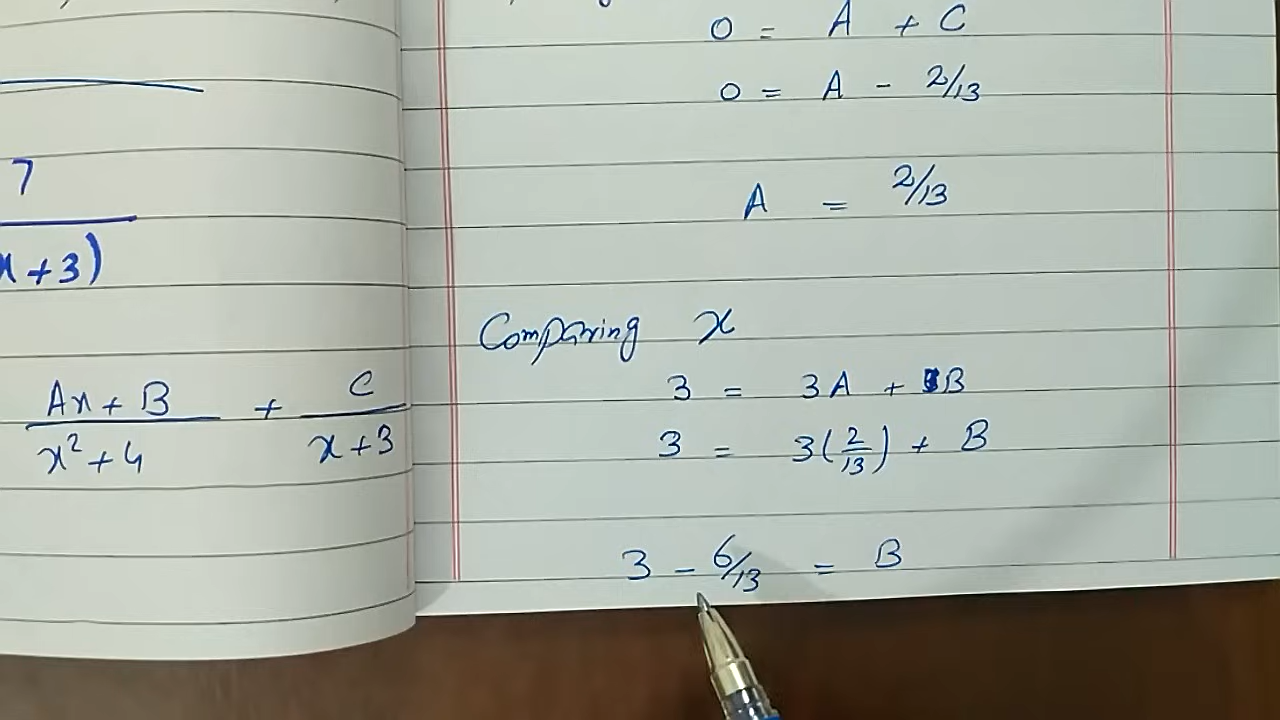 7
x + 3)
Ax + B / x² + 4 + C / x + 3
0 = A + C
0 = A - 2/13
A = 2/13
Comparing x
3 = 3A + B
3 = 3(2/13) + B
3 - 6/13 = B